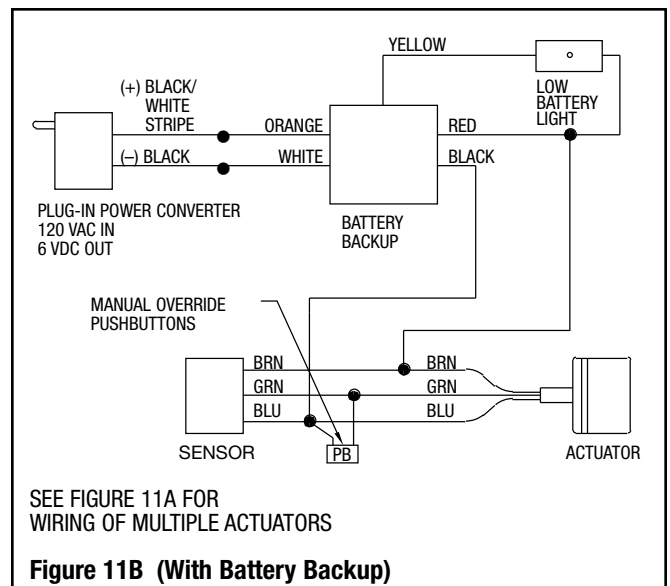 YELLOW
(+) BLACK/
WHITE
STRIPE
LOW
BATTERY
LIGHT
ORANGE
RED
(–) BLACK
WHITE
BLACK
PLUG-IN POWER CONVERTER
120 VAC IN
6 VDC OUT
BATTERY
BACKUP
MANUAL OVERRIDE
PUSHBUTTONS
BRN
BRN
GRN
GRN
BLU
BLU
SENSOR
PB
ACTUATOR
SEE FIGURE 11A FOR
WIRING OF MULTIPLE ACTUATORS
Figure 11B (With Battery Backup)